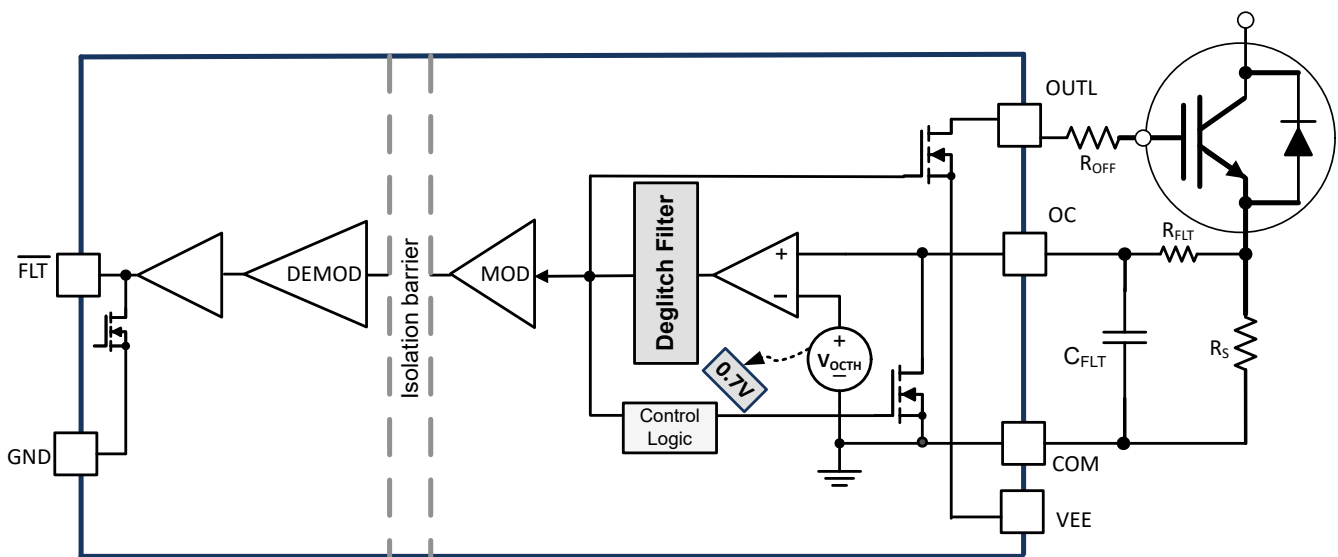 OUTL
R_OFF
OC
R_FLT
FLT
DEMOD
Isolation barrier
MOD
Deglitch Filter
+
−
+
V_OCTH
−
0.7V
C_FLT
R_S
Control
Logic
GND
COM
VEE